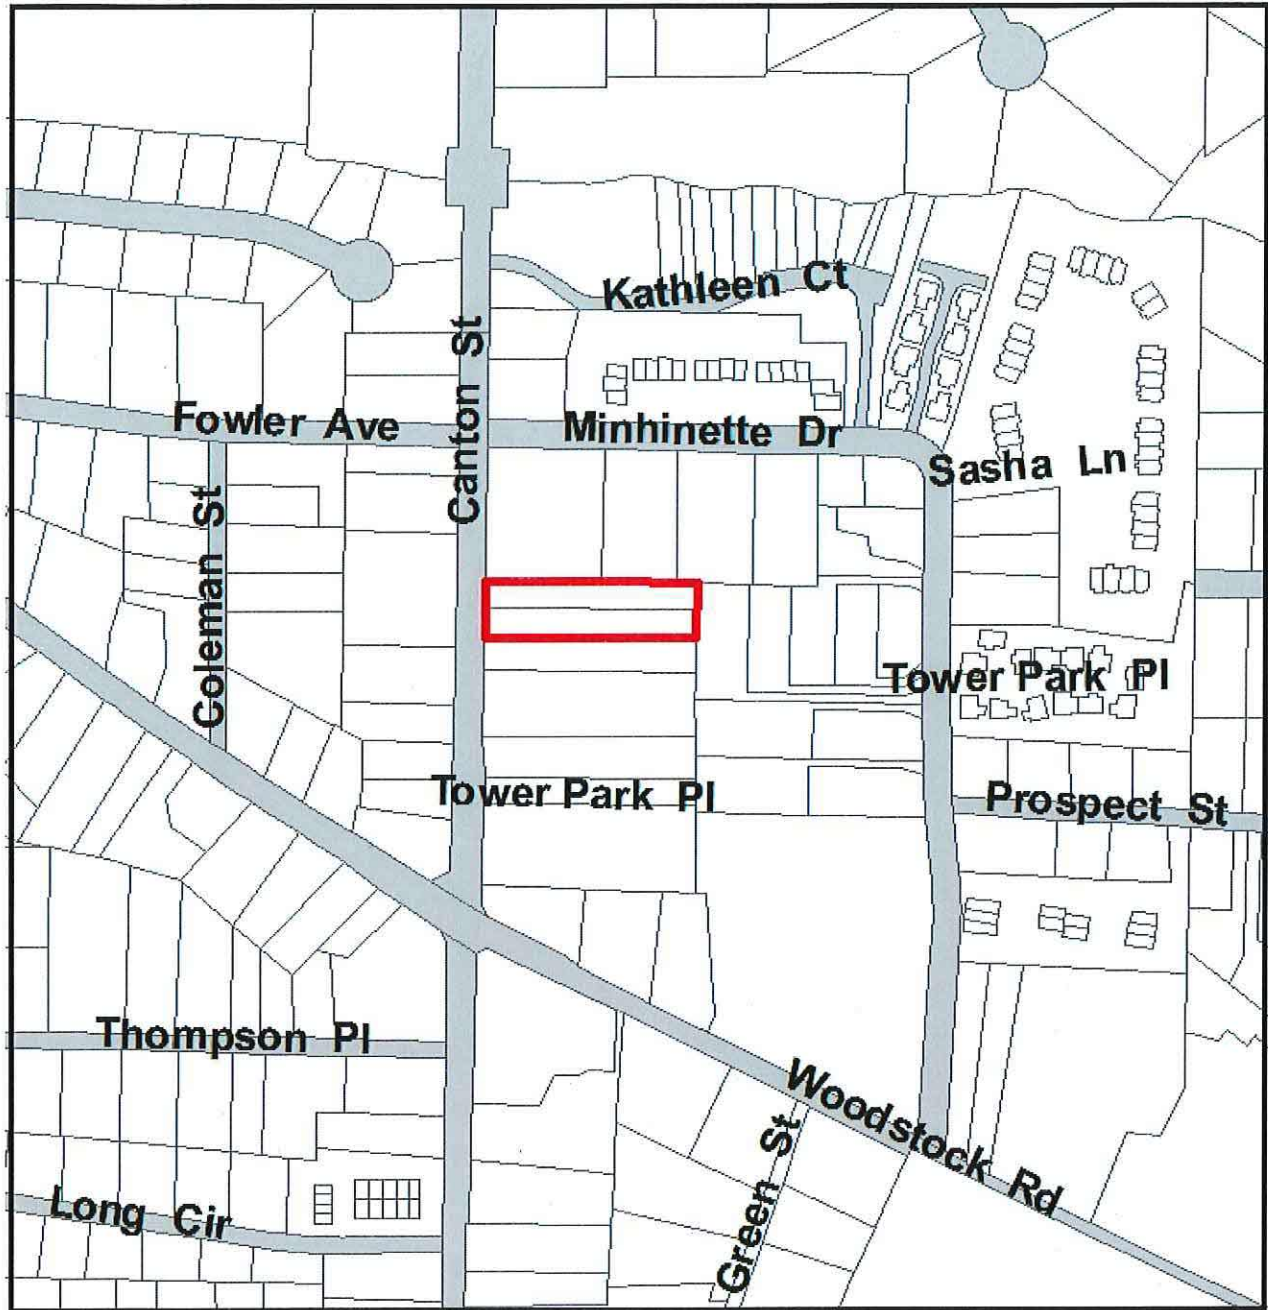 Kathleen Ct
Canton St
Fowler Ave
Minhinette Dr
Sasha Ln
Coleman St
Tower Park Pl
Tower Park Pl
Prospect St
Thompson Pl
Woodstock Rd
Green St
Long Cir